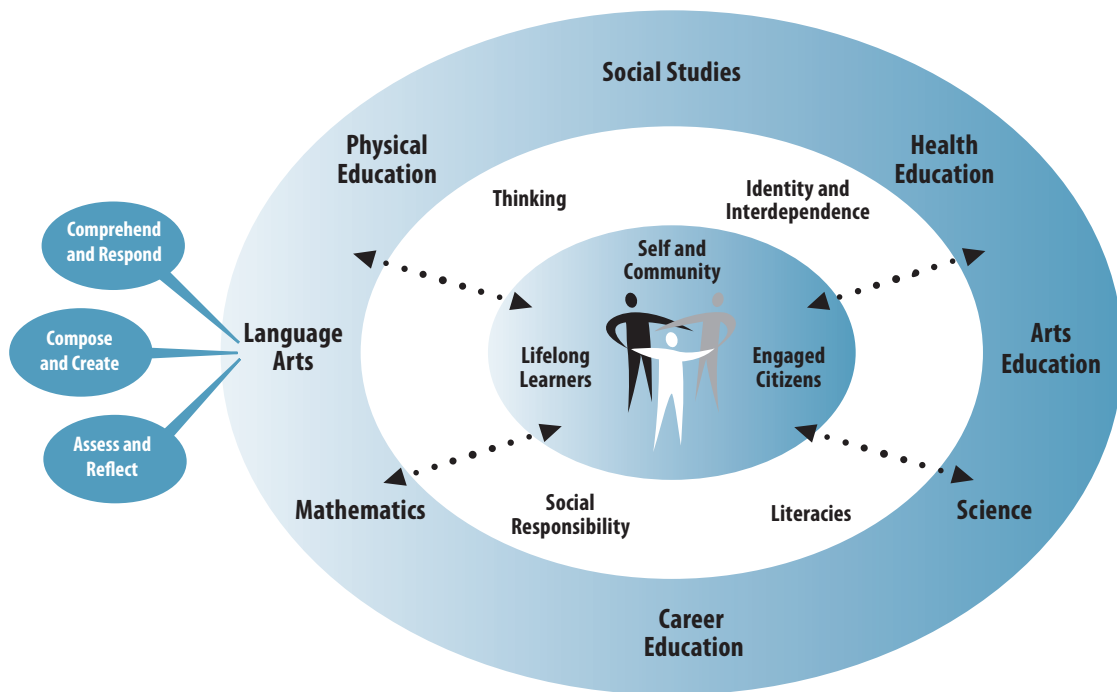 Social Studies
Physical
Education
Health
Education
Thinking
Identity and
Interdependence
Comprehend
and Respond
Self and
Community
Compose
and Create
Language
Arts
Lifelong
Learners
Engaged
Citizens
Arts
Education
Assess and
Reflect
Mathematics
Social
Responsibility
Literacies
Science
Career
Education